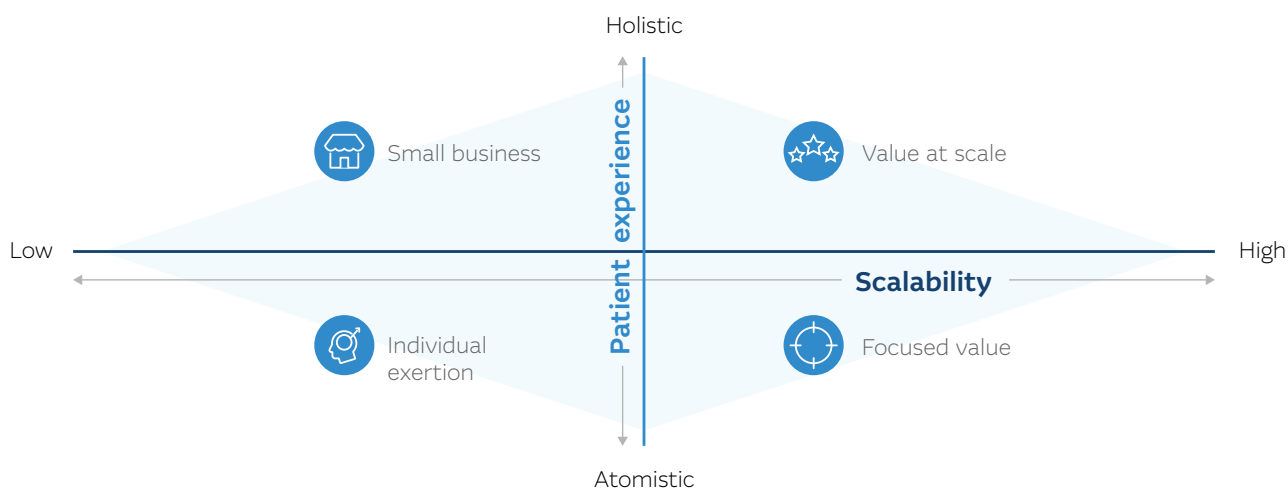 Holistic
Patient experience
Small business
Value at scale
Low
High
Scalability
Individual
exertion
Focused value
Atomistic